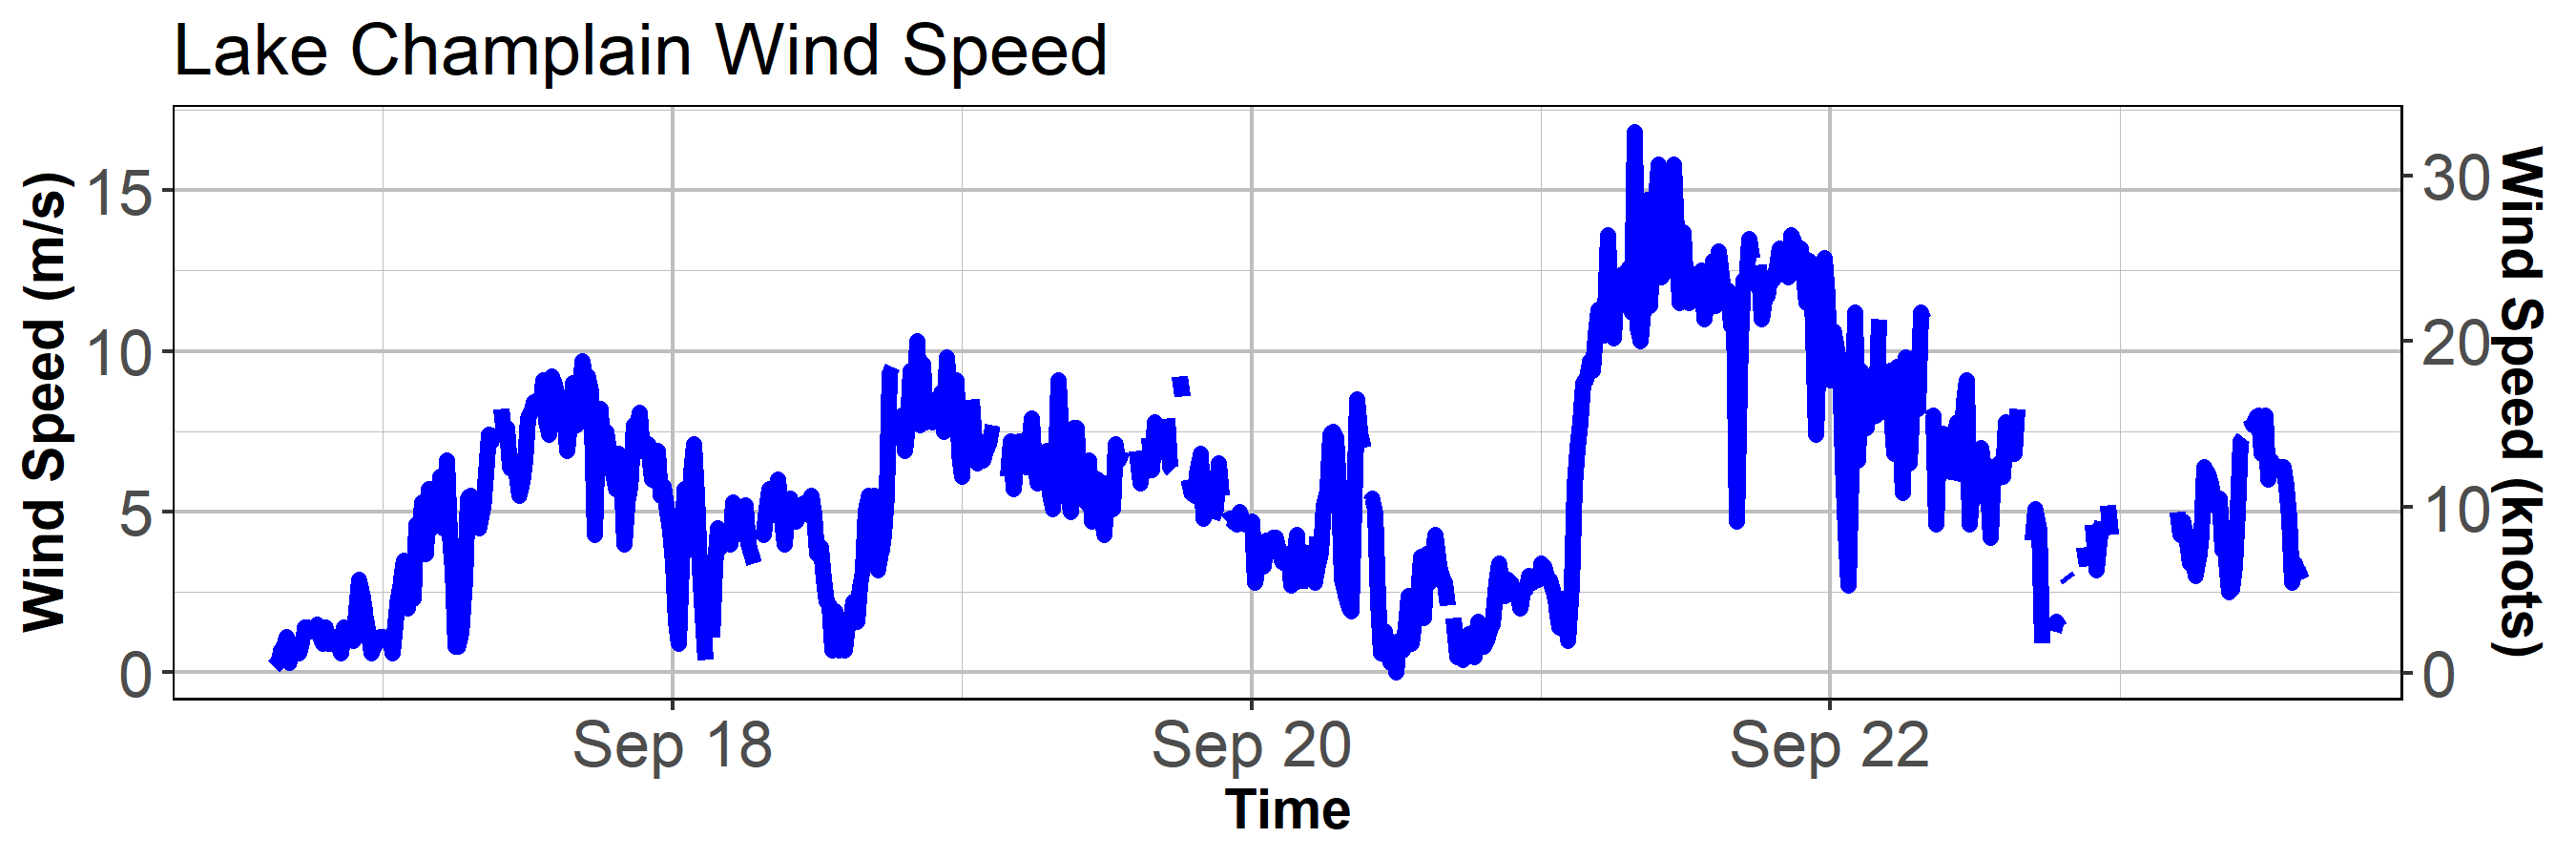 Lake Champlain Wind Speed
Wind Speed (m/s)
15
10
5
0
30
20
10
0
Wind Speed (knots)
Sep 18
Sep 20
Sep 22
Time